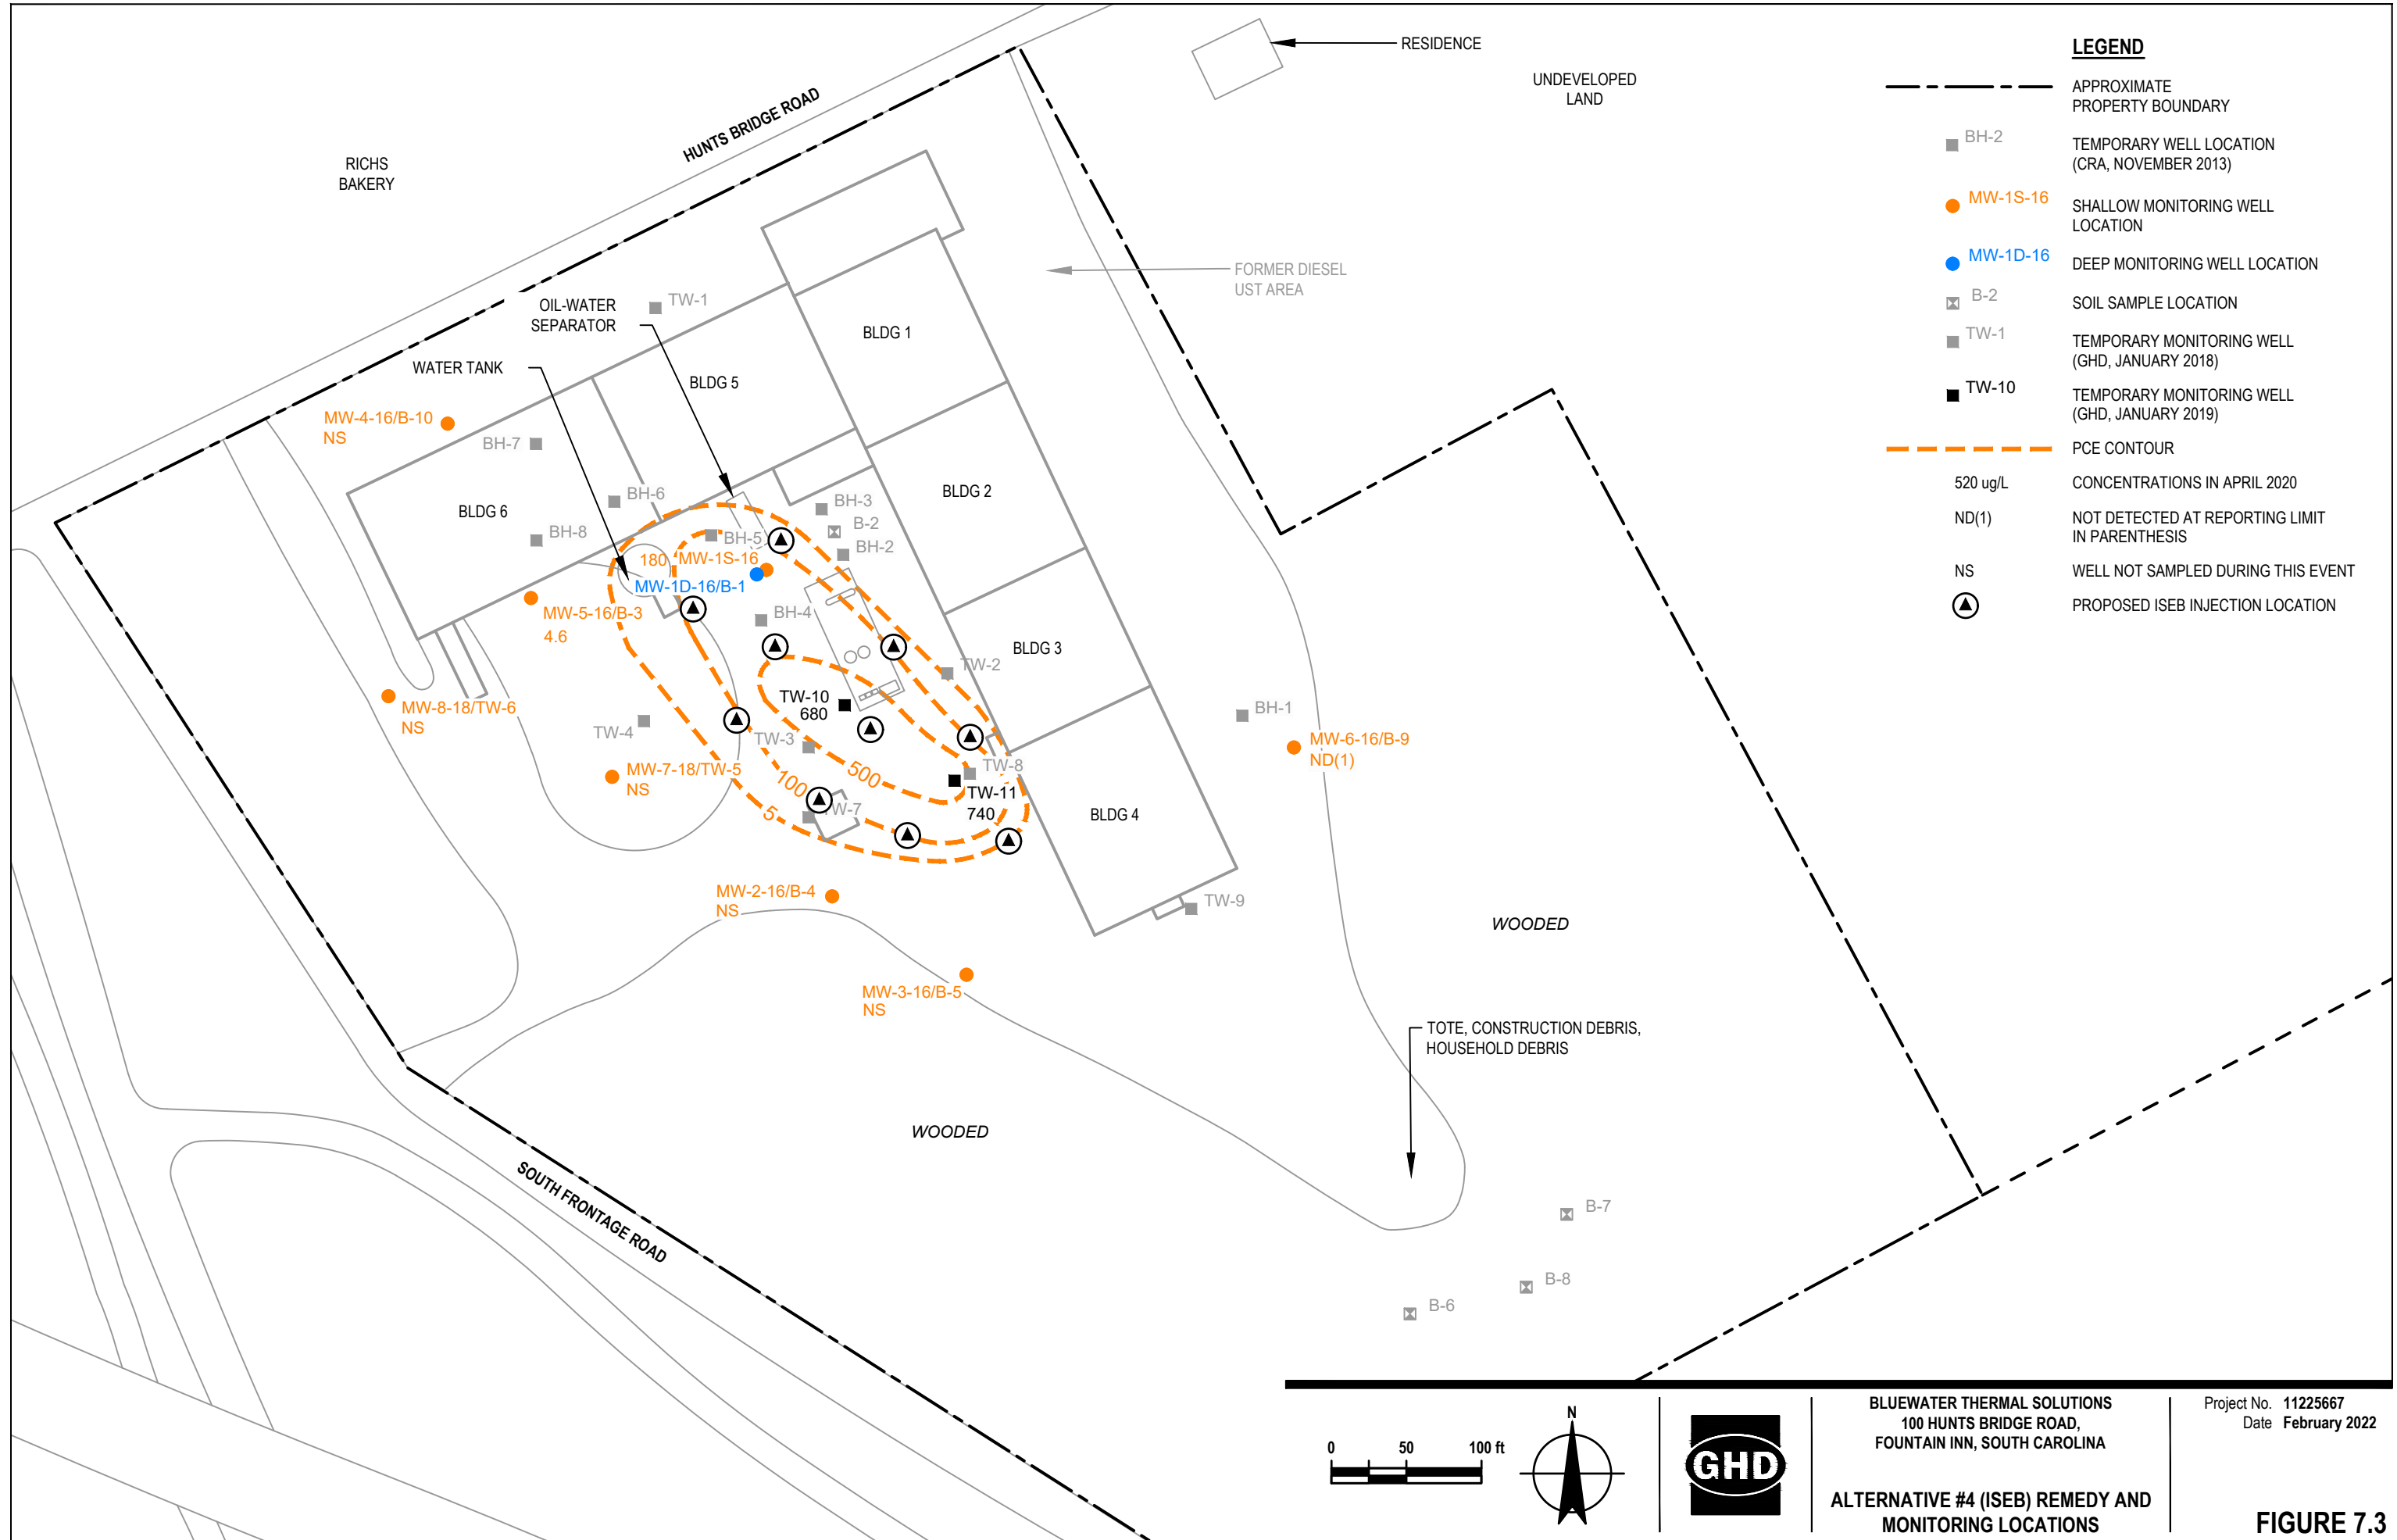 RESIDENCE
UNDEVELOPED
LAND
HUNTS BRIDGE ROAD
RICHS
BAKERY
FORMER DIESEL
UST AREA
OIL-WATER
SEPARATOR
TW-1
WATER TANK
BLDG 1
BLDG 5
MW-4-16/B-10
NS
BH-7
BLDG 2
BLDG 6
BH-6
BH-3
B-2
BH-8
BH-5
BH-2
180
MW-1S-16
MW-1D-16/B-1
MW-5-16/B-3
4.6
BH-4
BLDG 3
TW-2
TW-10
680
MW-8-18/TW-6
NS
BH-1
TW-4
TW-3
MW-6-16/B-9
ND(1)
MW-7-18/TW-5
NS
500
TW-8
100
TW-11
740
5
TW-7
BLDG 4
MW-2-16/B-4
NS
TW-9
WOODED
MW-3-16/B-5
NS
TOTE, CONSTRUCTION DEBRIS,
HOUSEHOLD DEBRIS
WOODED
SOUTH FRONTAGE ROAD
B-7
B-8
B-6
LEGEND
APPROXIMATE
PROPERTY BOUNDARY
BH-2
TEMPORARY WELL LOCATION
(CRA, NOVEMBER 2013)
MW-1S-16
SHALLOW MONITORING WELL
LOCATION
MW-1D-16
DEEP MONITORING WELL LOCATION
B-2
SOIL SAMPLE LOCATION
TW-1
TEMPORARY MONITORING WELL
(GHD, JANUARY 2018)
TW-10
TEMPORARY MONITORING WELL
(GHD, JANUARY 2019)
PCE CONTOUR
520 ug/L
CONCENTRATIONS IN APRIL 2020
ND(1)
NOT DETECTED AT REPORTING LIMIT
IN PARENTHESIS
NS
WELL NOT SAMPLED DURING THIS EVENT
PROPOSED ISEB INJECTION LOCATION
0 50 100 ft
N
GHD
BLUEWATER THERMAL SOLUTIONS
100 HUNTS BRIDGE ROAD,
FOUNTAIN INN, SOUTH CAROLINA
ALTERNATIVE #4 (ISEB) REMEDY AND
MONITORING LOCATIONS
Project No. 11225667
Date February 2022
FIGURE 7.3